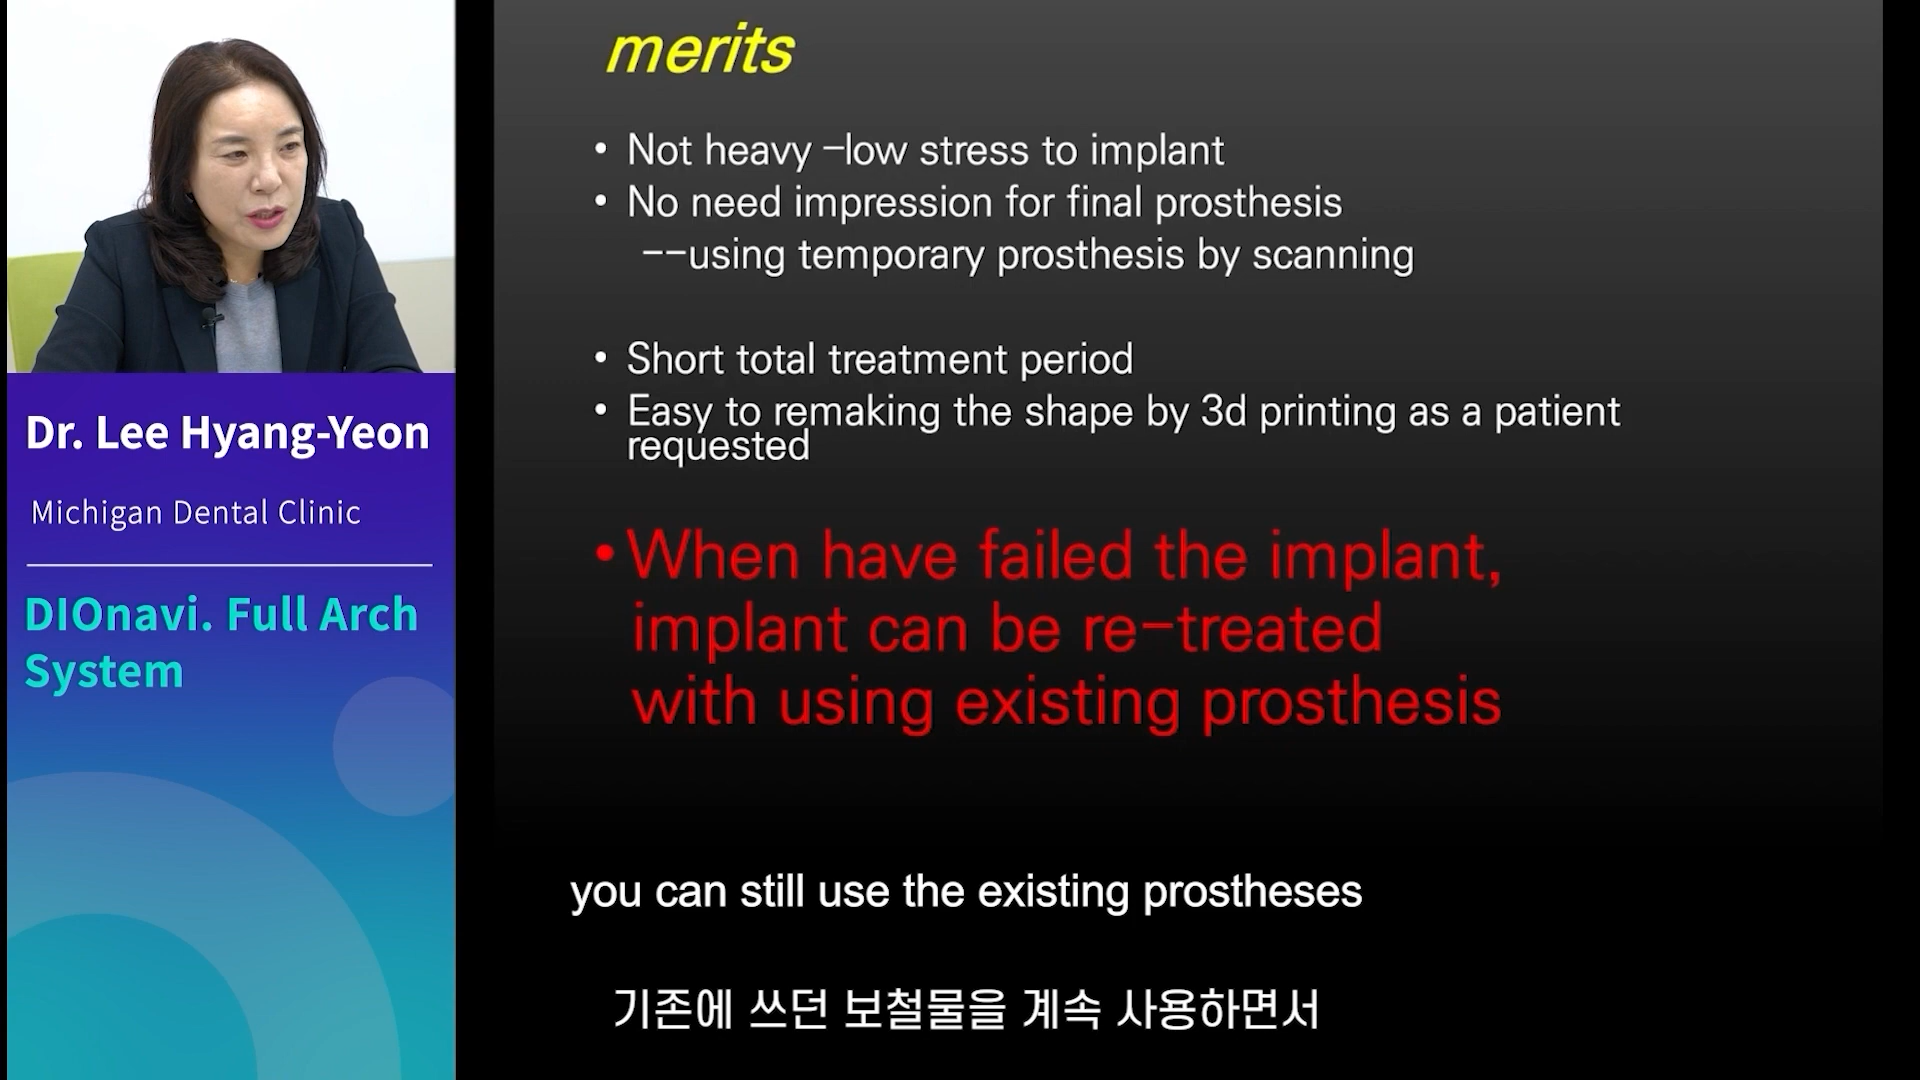 merits
• Not heavy –low stress to implant
• No need impression for final prosthesis
--using temporary prosthesis by scanning
• Short total treatment period
• Easy to remaking the shape by 3d printing as a patient
requested
• When have failed the implant,
implant can be re-treated
with using existing prosthesis
Dr. Lee Hyang-Yeon
Michigan Dental Clinic
DIOnavi. Full Arch
System
you can still use the existing prostheses
기존에 쓰던 보철물을 계속 사용하면서